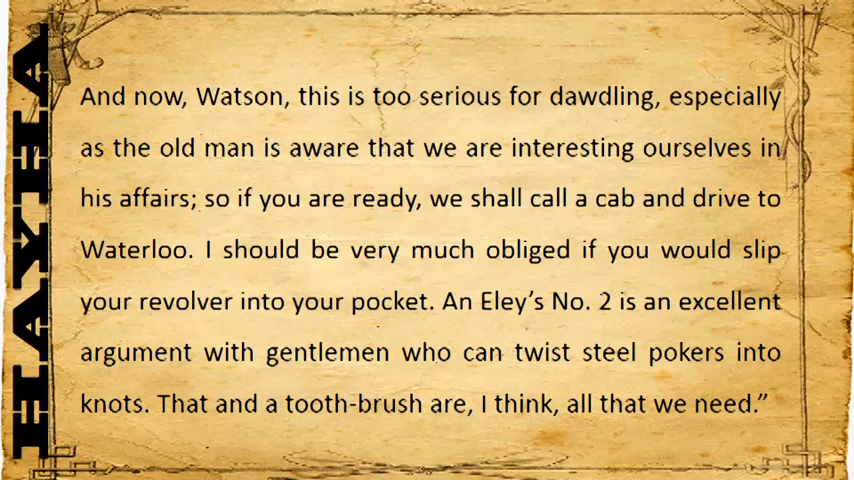 HAYHA
And now, Watson, this is too serious for dawdling, especially
as the old man is aware that we are interesting ourselves in
his affairs; so if you are ready, we shall call a cab and drive to
Waterloo. I should be very much obliged if you would slip
your revolver into your pocket. An Eley’s No. 2 is an excellent
argument with gentlemen who can twist steel pokers into
knots. That and a tooth-brush are, I think, all that we need.”